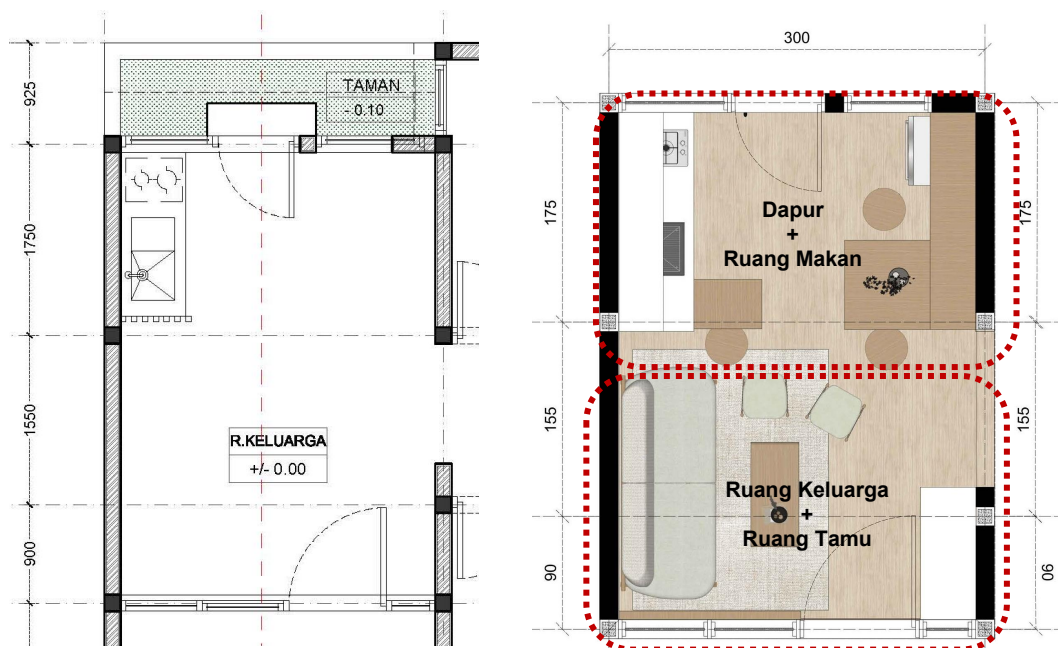 925
TAMAN
- 0.10
1750
1550
R.KELUARGA
+/- 0.00
900
300
175
175
Dapur
+
Ruang Makan
155
155
Ruang Keluarga
+
Ruang Tamu
90
90